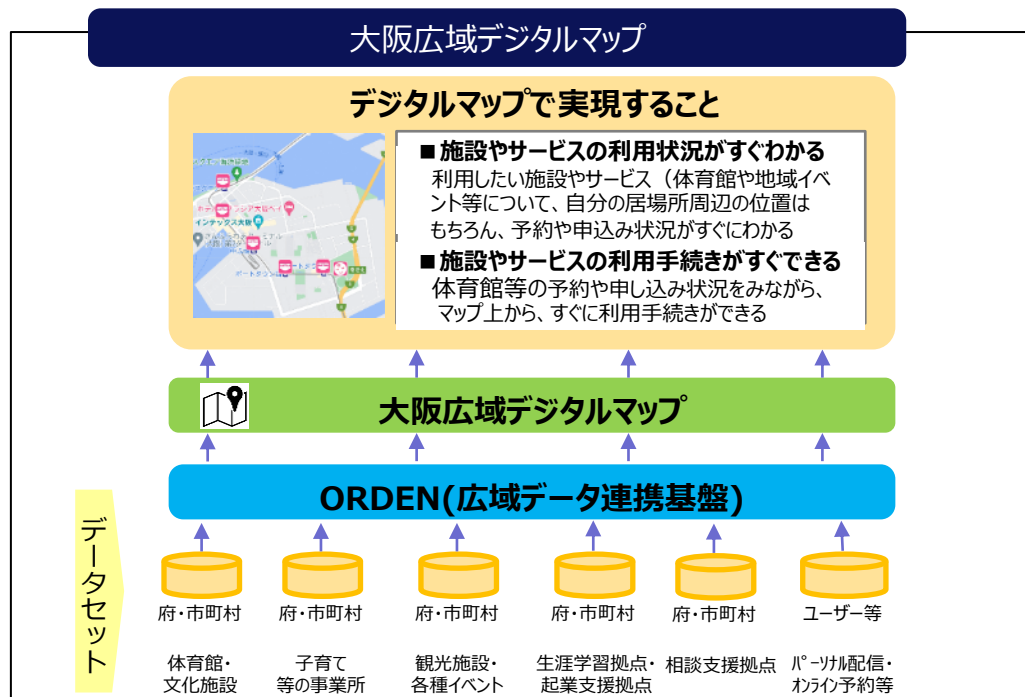 大阪広域デジタルマップ
デジタルマップで実現すること
インテックス大阪
■施設やサービスの利用状況がすぐわかる
利用したい施設やサービス（体育館や地域イベ
ント等について、自分の居場所周辺の位置は
もちろん、予約や申込み状況がすぐにわかる
■施設やサービスの利用手続きがすぐできる
体育館等の予約や申し込み状況をみながら、
マップ上から、すぐに利用手続きができる
大阪広域デジタルマップ
ORDEN(広域データ連携基盤)
データセット
府・市町村
府・市町村
府・市町村
府・市町村
府・市町村
ユーザー等
体育館・
文化施設
子育て
等の事業所
観光施設・
各種イベント
生涯学習拠点・
起業支援拠点
相談支援拠点
パーソナル配信・
オンライン予約等